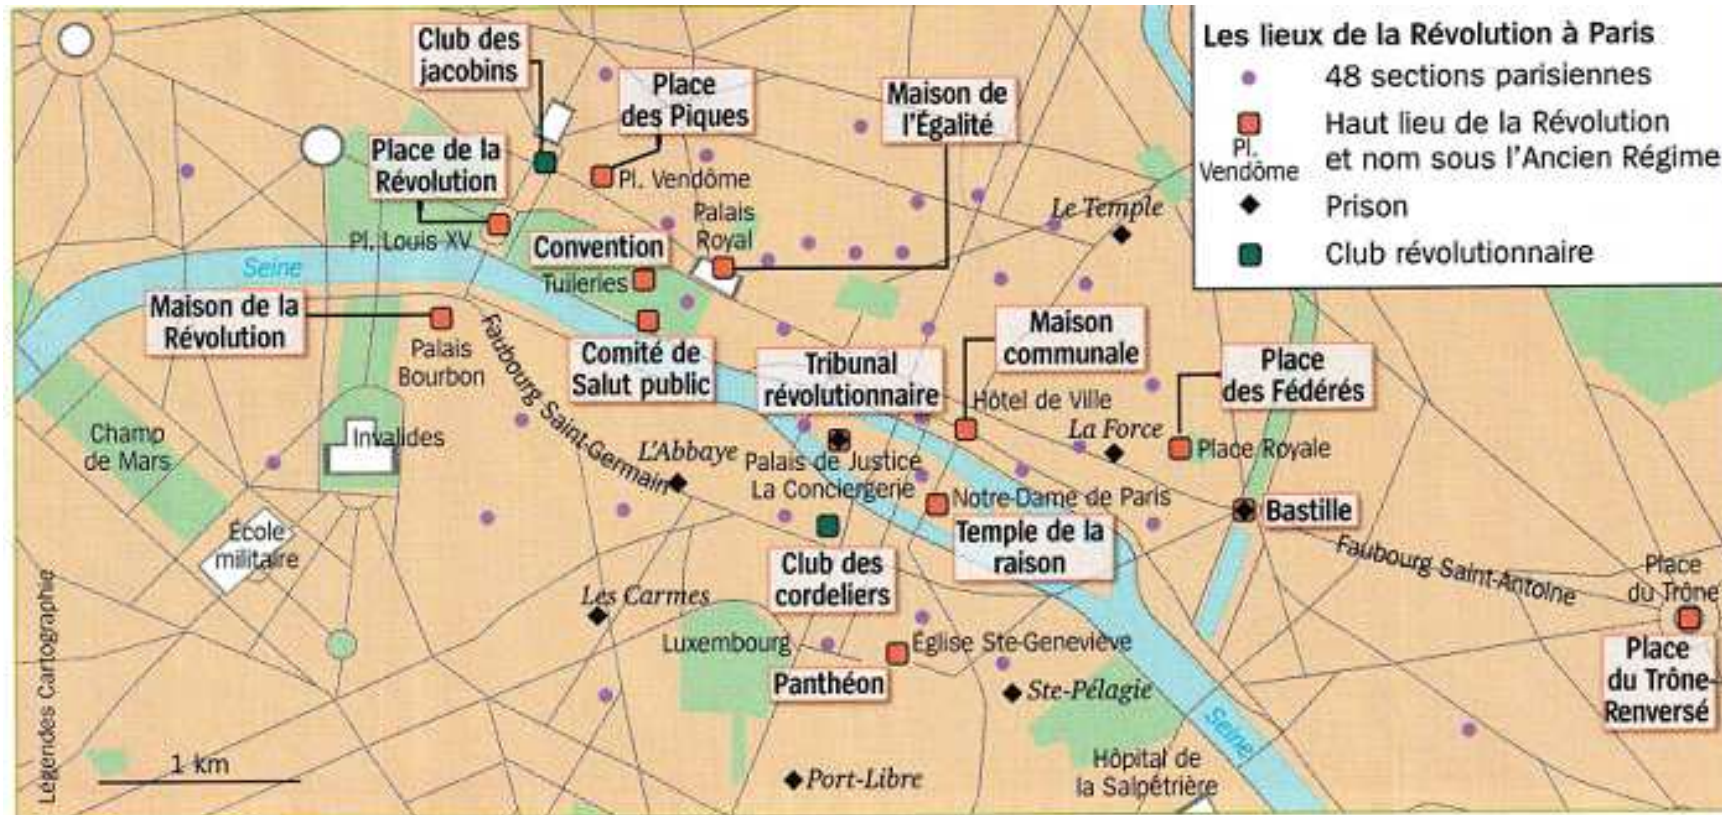 Les lieux de la Révolution à Paris
48 sections parisiennes
Haut lieu de la Révolution
et nom sous l'Ancien Régime
Pl.
Vendôme
Prison
Club révolutionnaire
Club des
jacobins
Place
des Piques
Maison de
l'Égalité
Place de la
Révolution
Pl. Vendôme
Palais
Royal
Le Temple
Pl. Louis XV
Convention
Tuileries
Seine
Maison de la
Révolution
Palais
Bourbon
Faubourg Saint-Germain
Comité de
Salut public
Tribunal
révolutionnaire
Maison
communale
Hôtel de Ville
Place
des Fédérés
Place Royale
La Force
Champ
de Mars
Invalides
L'Abbaye
Palais de Justice
La Conciergerie
Notre-Dame de Paris
Temple de la
raison
Bastille
Faubourg Saint-Antoine
École
militaire
Club des
cordeliers
Les Carmes
Luxembourg
Église Ste-Geneviève
Panthéon
Ste-Pélagie
Place
du Trône
Place
du Trône-
Renversé
Seine
Hôpital de
la Salpêtrière
Port-Libre
1 km
Légendes Cartographie